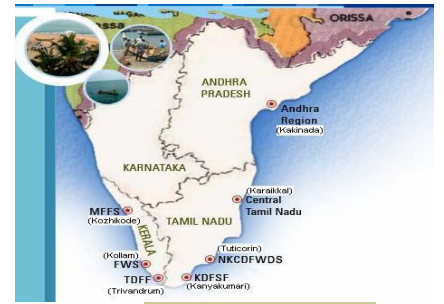 ORISSA
ANDHRA
PRADESH
Andhra
Region
(Kakinada)
KARNATAKA
(Karaikkal)
Central
Tamil Nadu
MFFS
(Kozhikode)
KERALA
TAMIL NADU
(Tuticorin)
NKCDFWDS
(Kollam)
FWS
TDFF
(Trivandrum)
KDFSF
(Kanyakumari)